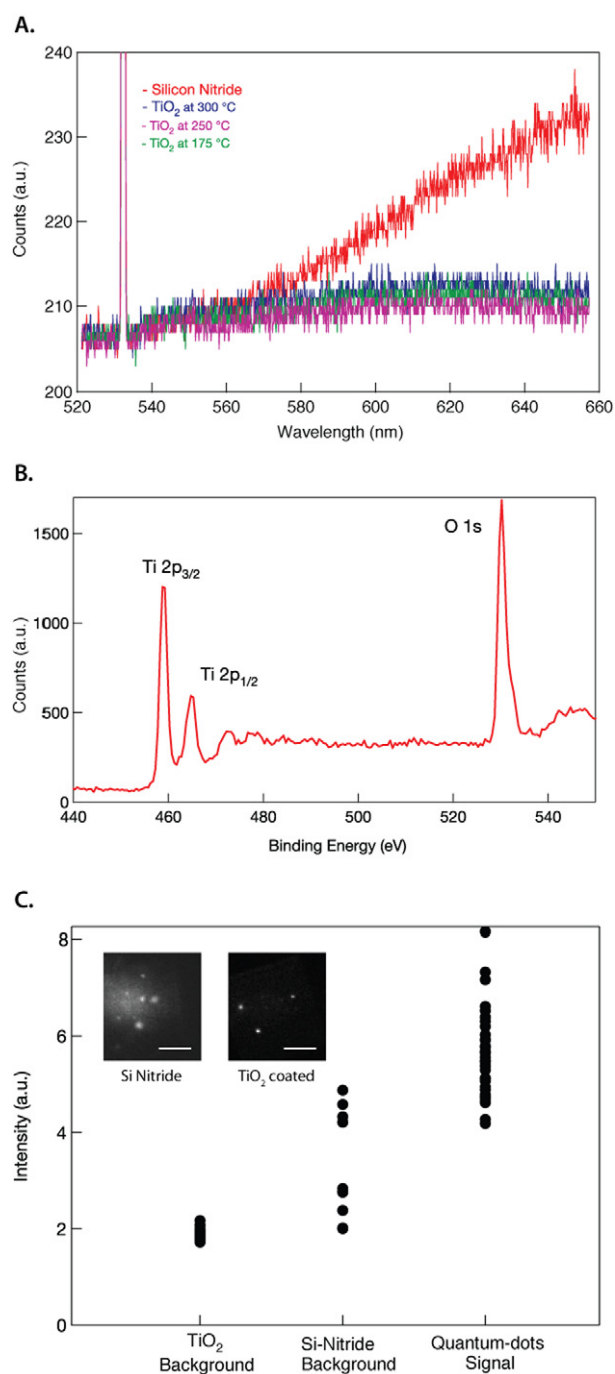 A.
240
230
220
210
200
Counts (a.u.)
- Silicon Nitride
- TiO₂ at 300 °C
- TiO₂ at 250 °C
- TiO₂ at 175 °C
520 540 560 580 600 620 640 660
Wavelength (nm)
B.
1500
1000
500
0
Counts (a.u.)
Ti 2p₃/₂
Ti 2p₁/₂
O 1s
440 460 480 500 520 540
Binding Energy (eV)
C.
8
6
4
2
0
Intensity (a.u.)
Si Nitride
TiO₂ coated
TiO₂ Si-Nitride Quantum-dots
Background Background Signal